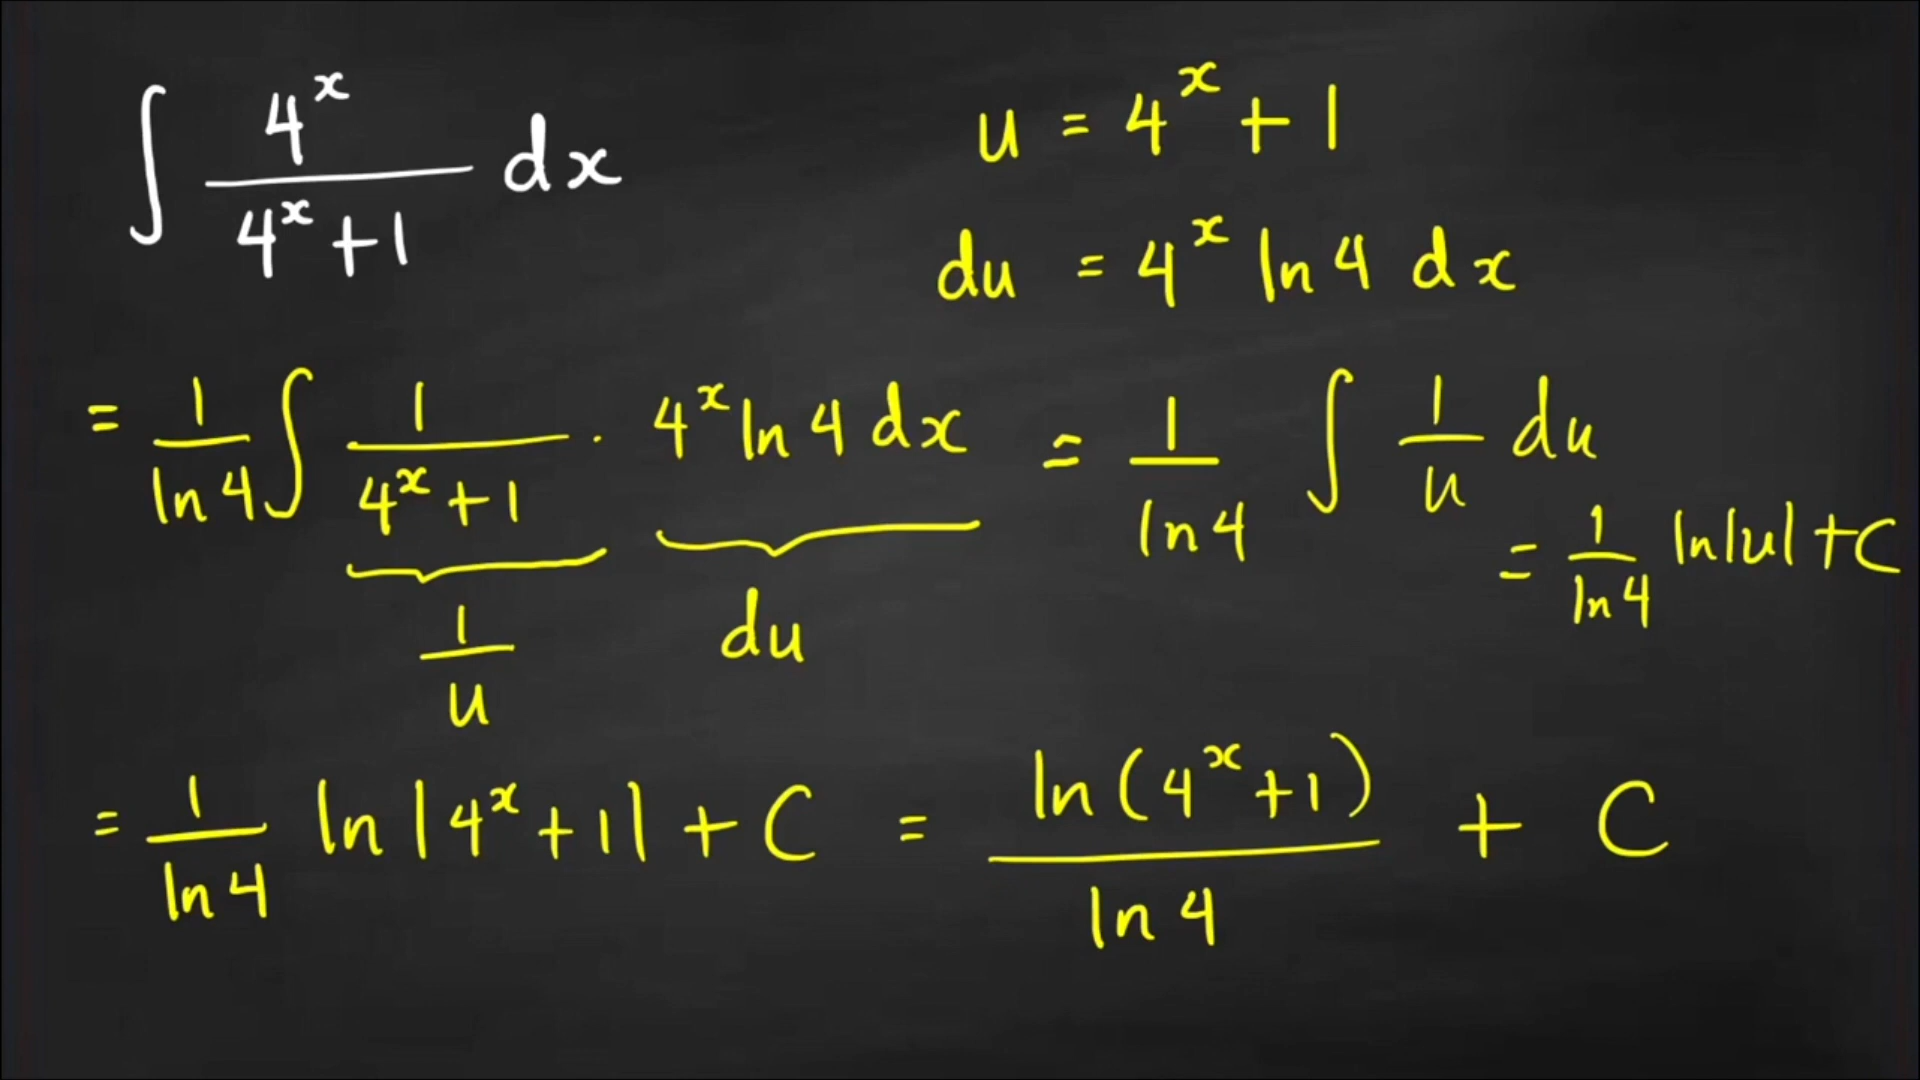 ∫ 4^x / (4^x + 1) dx
u = 4^x + 1
du = 4^x ln 4 dx
= 1/ln 4 ∫ 1/(4^x + 1) · 4^x ln 4 dx = 1/ln 4 ∫ 1/u du
= 1/ln 4 ln|u| + C
1/u du
= 1/ln 4 ln|4^x + 1| + C = ln(4^x + 1) / ln 4 + C